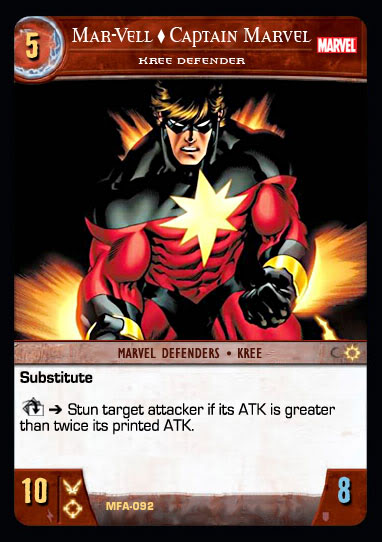 5
Mar-Vell ♦ Captain Marvel
MARVEL
Kree Defender
MARVEL DEFENDERS • KREE
Substitute
➔ Stun target attacker if its ATK is greater
than twice its printed ATK.
10
MFA-092
8